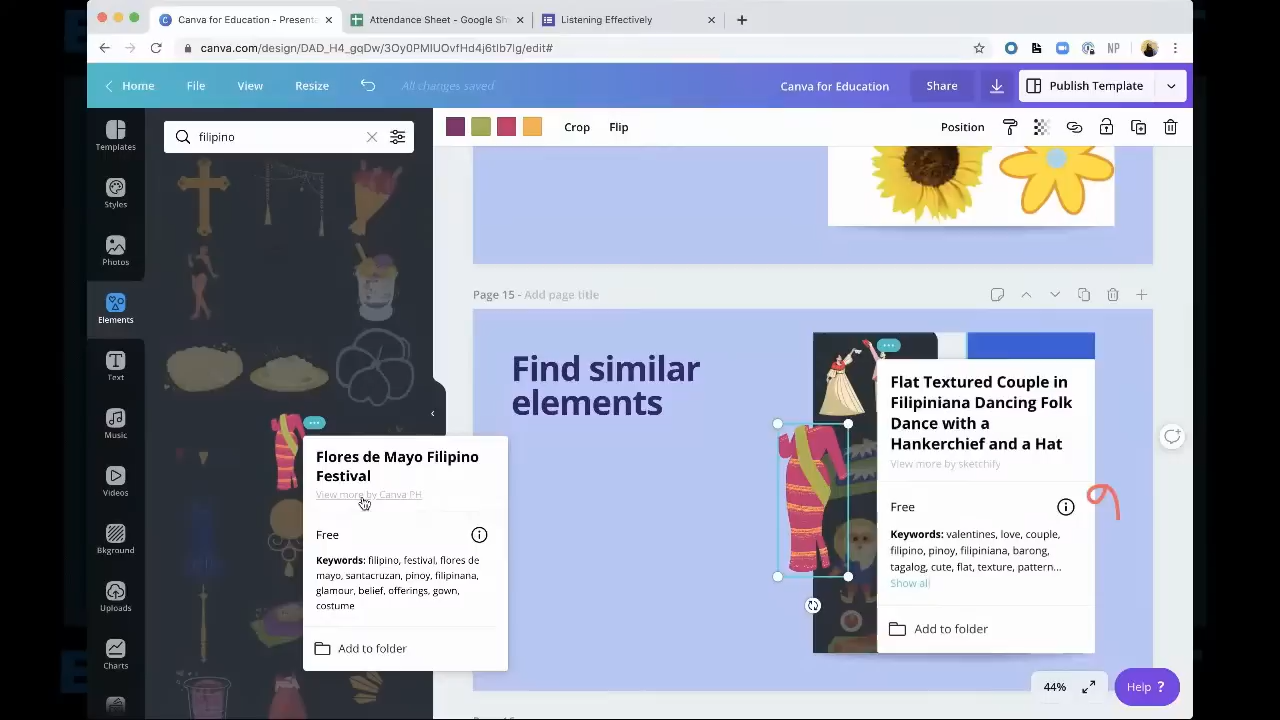 Canva for Education - Presenta
Attendance Sheet - Google Sh
Listening Effectively
canva.com/design/DAD_H4_gqDw/3Oy0PMIUOvfHd4j6tIb7Ig/edit#
NP
Home
File
View
Resize
All changes saved
Canva for Education
Share
Publish Template
Templates
Styles
Photos
Elements
Text
Music
Videos
Bkground
Uploads
Charts
filipino
Crop
Flip
Position
Page 15 - Add page title
Find similar
elements
Flores de Mayo Filipino
Festival
View more by Canva PH
Free
Keywords: filipino, festival, flores de
mayo, santacruzan, pinoy, filipinana,
glamour, belief, offerings, gown,
costume
Add to folder
Flat Textured Couple in
Filipiniana Dancing Folk
Dance with a
Hankerchief and a Hat
View more by sketchify
Free
Keywords: valentines, love, couple,
filipino, pinoy, filipiniana, barong,
tagalog, cute, flat, texture, pattern...
Show all
Add to folder
44%
Help ?